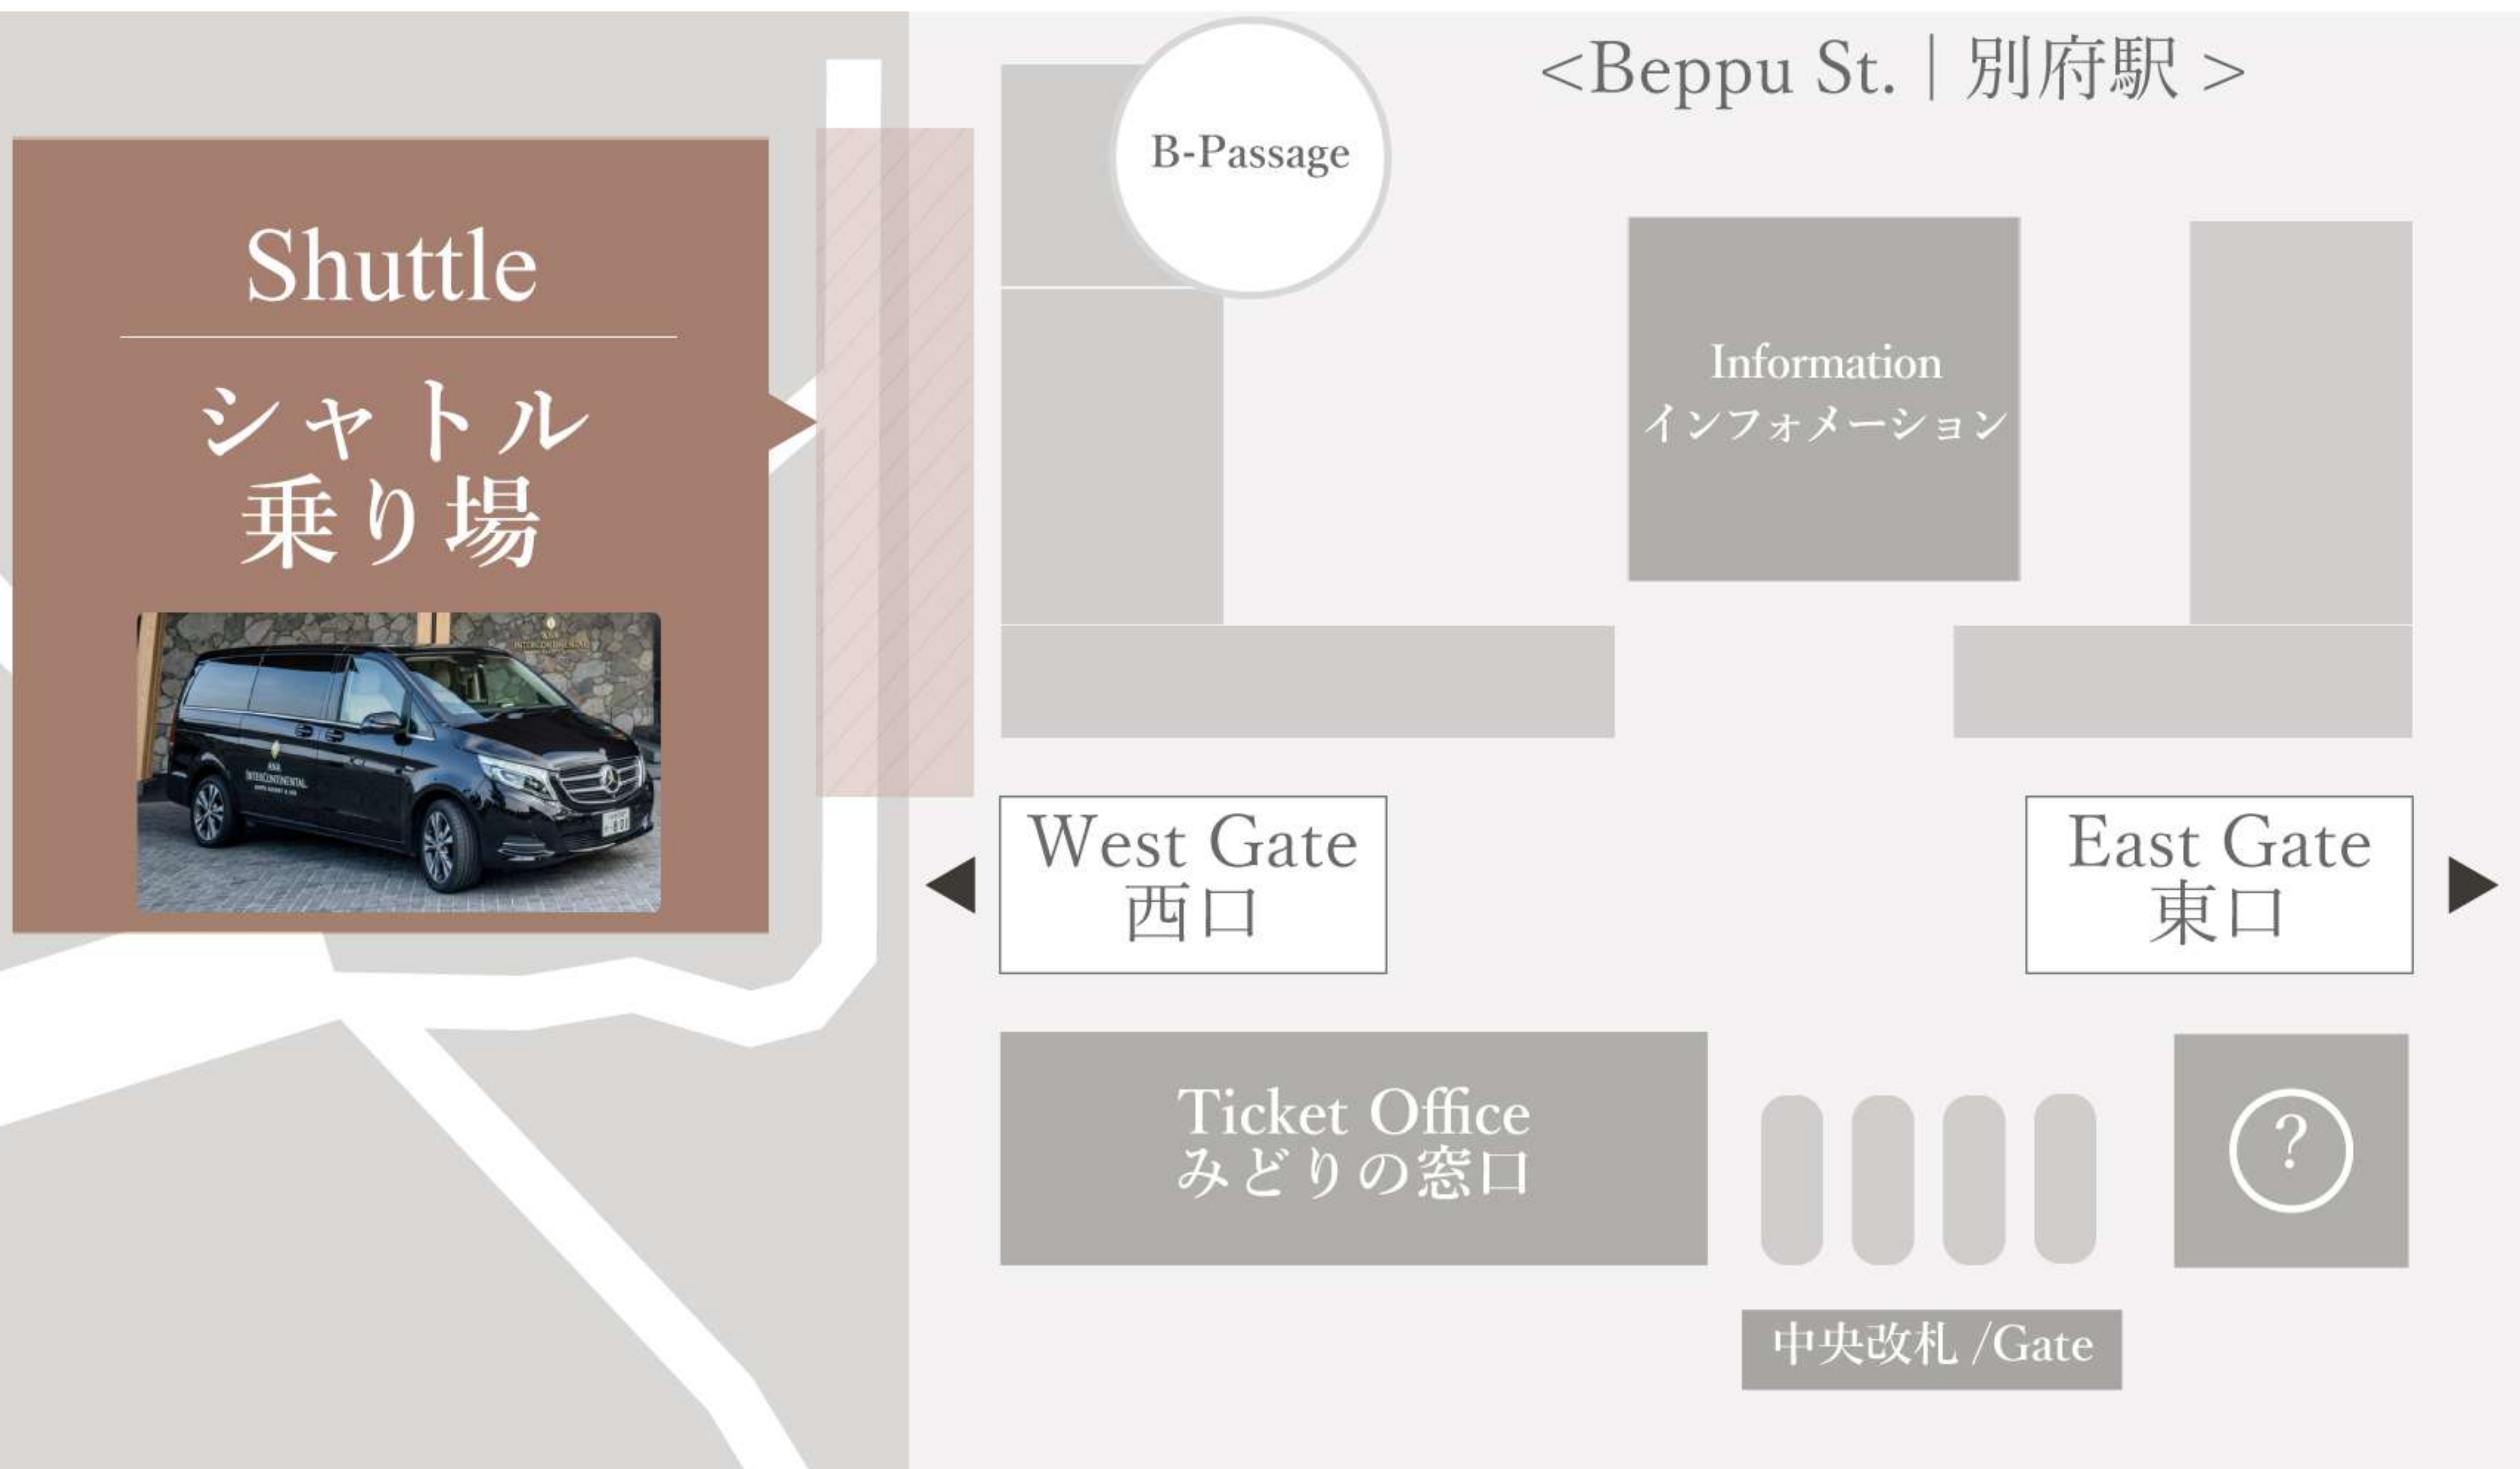 <Beppu St. | 別府駅 >
B-Passage
Shuttle
シャトル
乗り場
ANA
INTERCONTINENTAL
Information
インフォメーション
West Gate
西口
East Gate
東口
Ticket Office
みどりの窓口
?
中央改札 /Gate